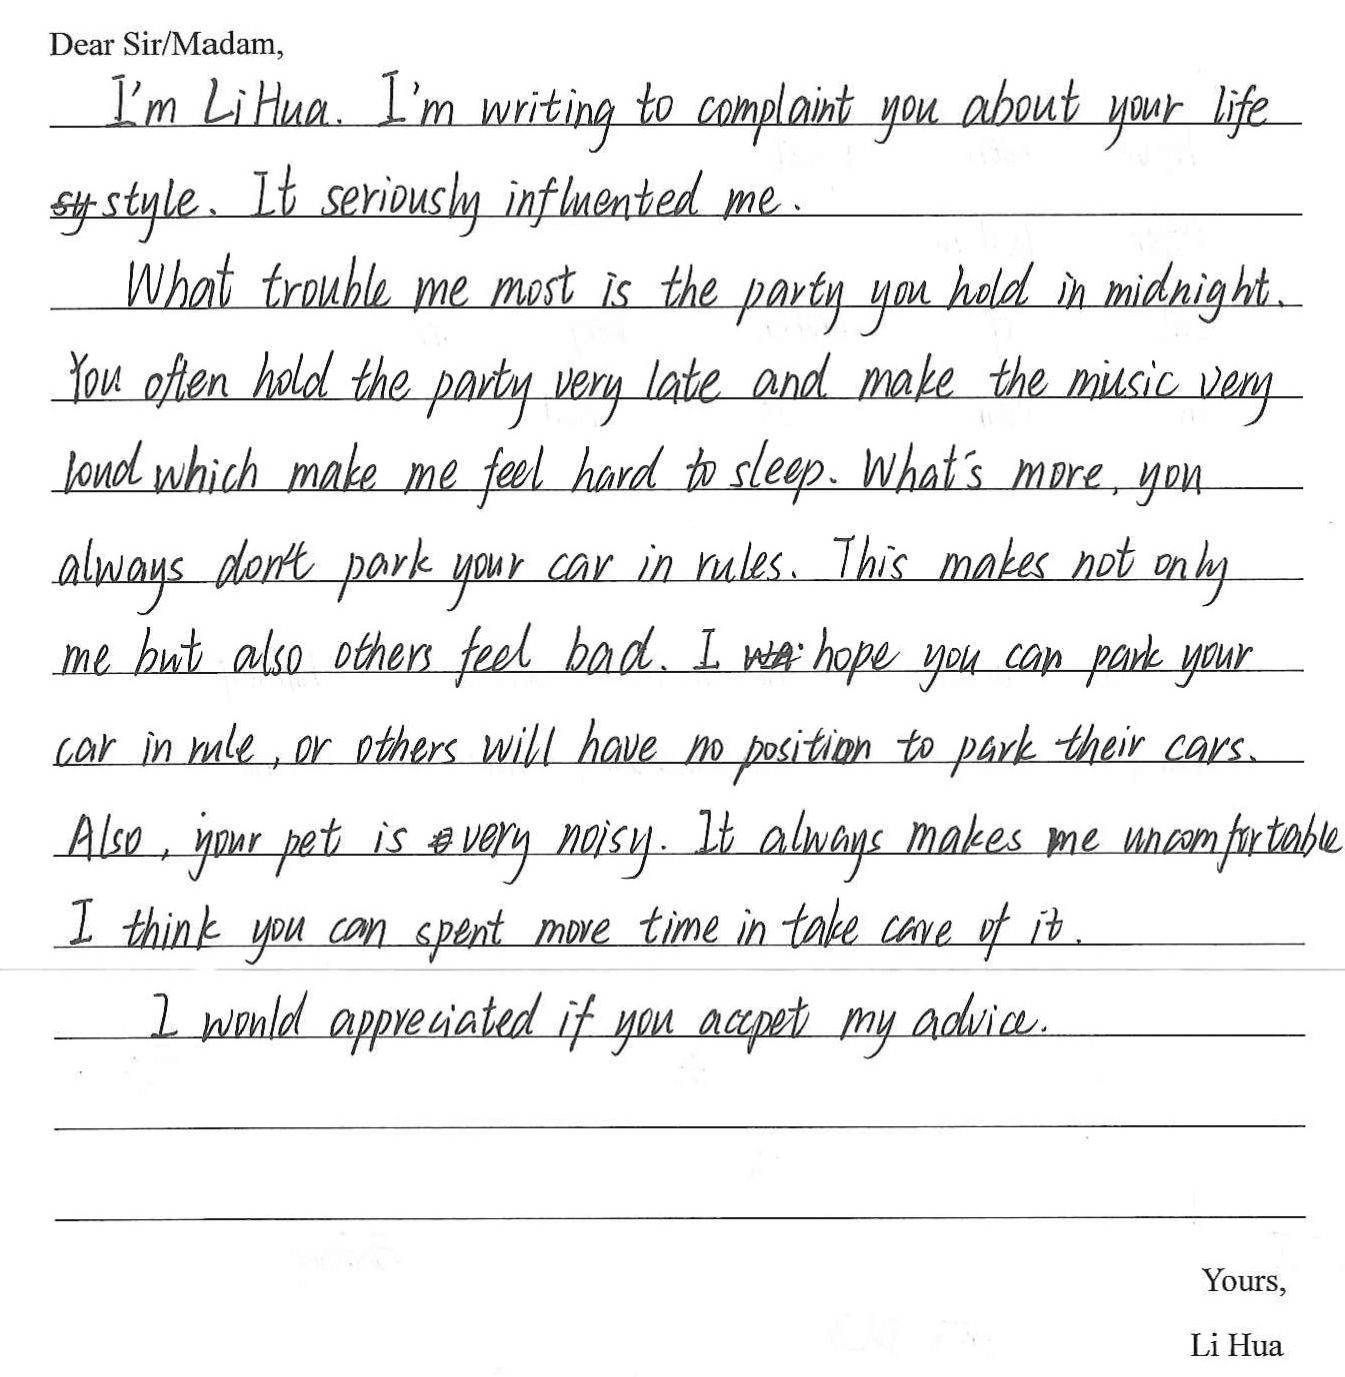 Dear Sir/Madam,
I'm Li Hua. I'm writing to complaint you about your life
style. It seriously influented me.
What trouble me most is the party you hold in midnight.
You often hold the party very late and make the music very
loud which make me feel hard to sleep. What's more, you
always don't park your car in rules. This makes not only
me but also others feel bad. I hope you can park your
car in rule, or others will have no position to park their cars.
Also, your pet is very noisy. It always makes me uncomfortable
I think you can spent more time in take care of it.
I would appreciated if you accpet my advice.
Yours,
Li Hua